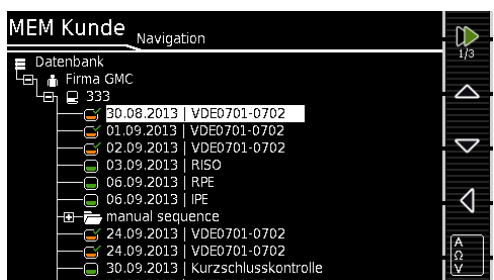 MEM Kunde
Navigation
1/3
Datenbank
Firma GMC
333
30.08.2013 | VDE0701-0702
01.09.2013 | VDE0701-0702
02.09.2013 | VDE0701-0702
03.09.2013 | RISO
06.09.2013 | RPE
06.09.2013 | IPE
manual sequence
24.09.2013 | VDE0701-0702
24.09.2013 | VDE0701-0702
30.09.2013 | Kurzschlusskontrolle
A
Ω
V